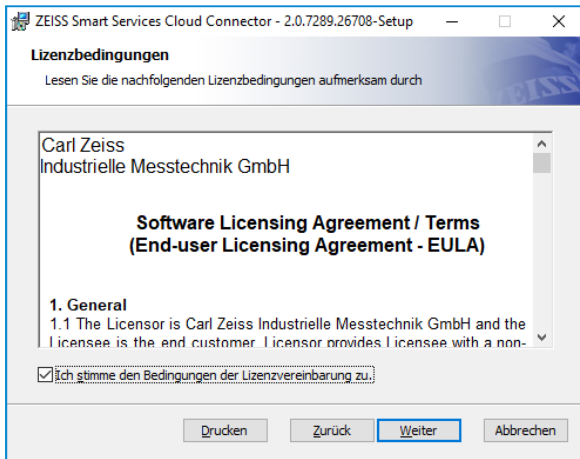 ZEISS Smart Services Cloud Connector - 2.0.7289.26708-Setup
Lizenzbedingungen
Lesen Sie die nachfolgenden Lizenzbedingungen aufmerksam durch
ZEISS
Carl Zeiss
Industrielle Messtechnik GmbH
Software Licensing Agreement / Terms
(End-user Licensing Agreement - EULA)
1. General
1.1 The Licensor is Carl Zeiss Industrielle Messtechnik GmbH and the
Licensee is the end customer. Licensor provides Licensee with a non-
Ich stimme den Bedingungen der Lizenzvereinbarung zu.
Drucken
Zurück
Weiter
Abbrechen